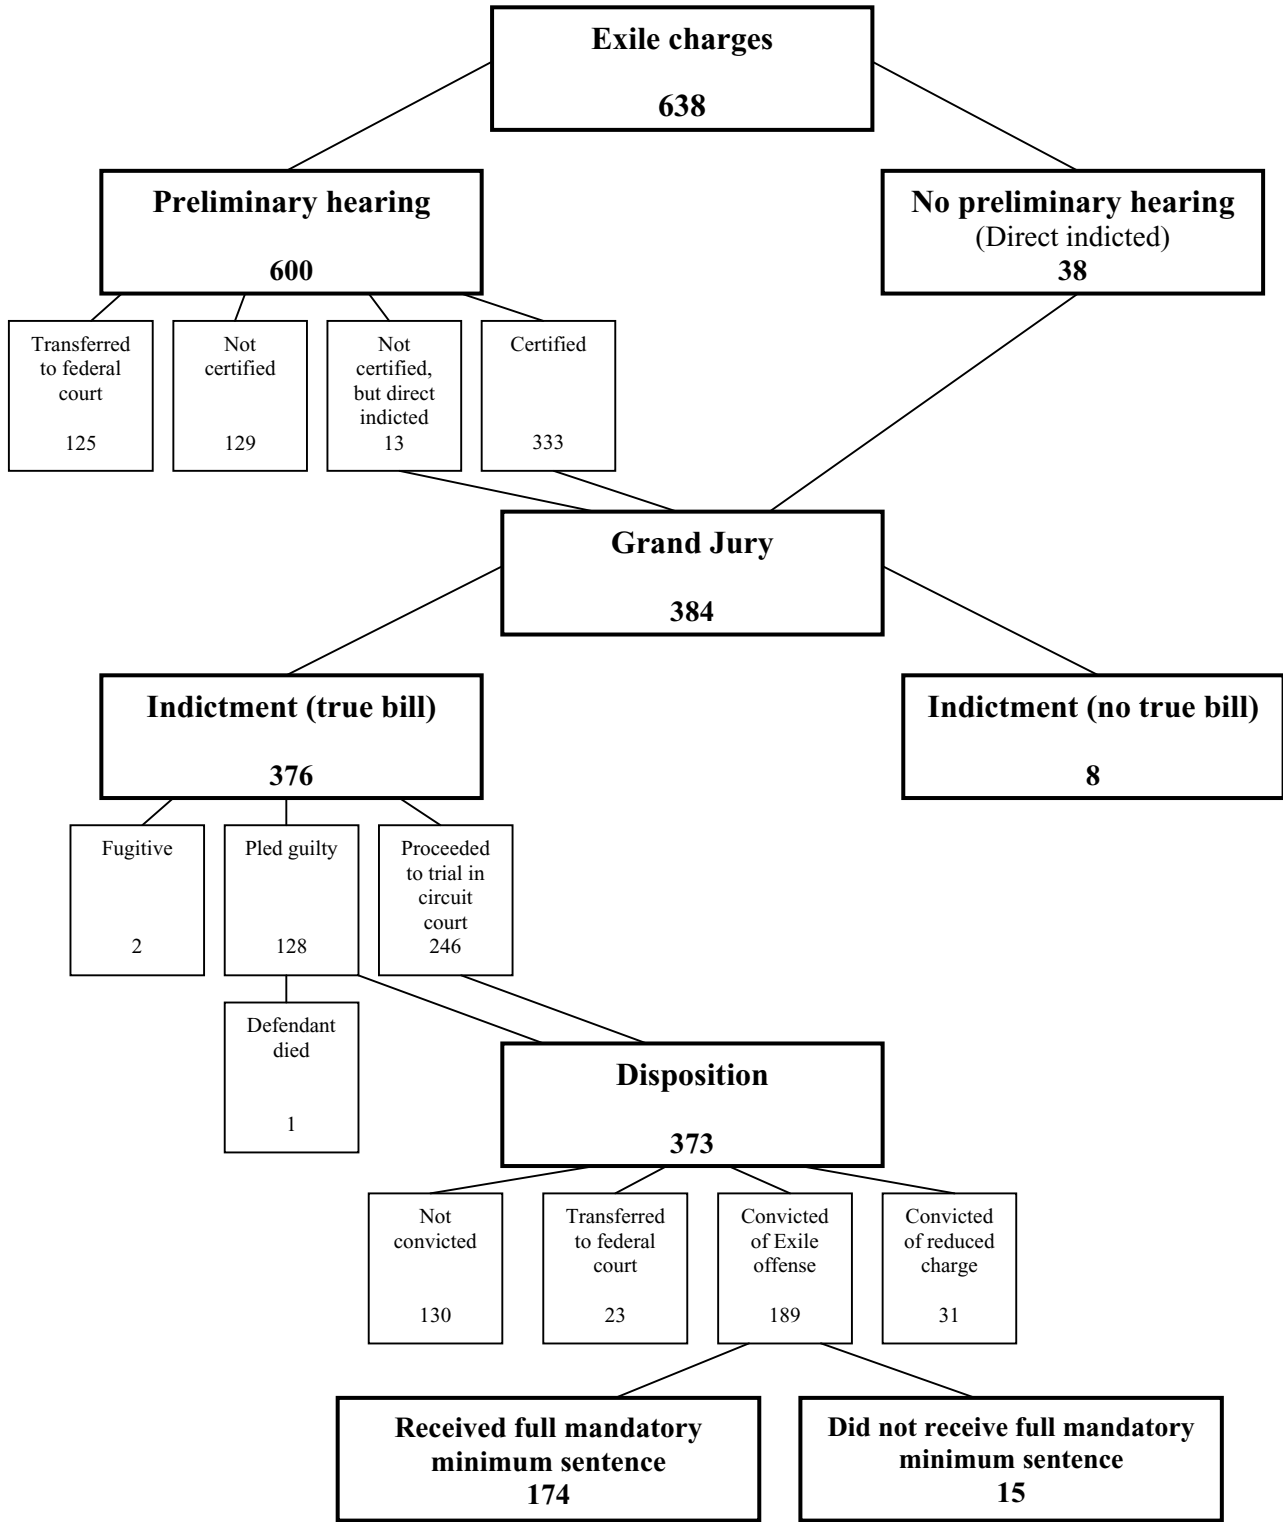 Exile charges
638
Preliminary hearing
600
No preliminary hearing
(Direct indicted)
38
Transferred
to federal
court
125
Not
certified
129
Not
certified,
but direct
indicted
13
Certified
333
Grand Jury
384
Indictment (true bill)
376
Indictment (no true bill)
8
Fugitive
2
Pled guilty
128
Proceeded
to trial in
circuit
court
246
Defendant
died
1
Disposition
373
Not
convicted
130
Transferred
to federal
court
23
Convicted
of Exile
offense
189
Convicted
of reduced
charge
31
Received full mandatory
minimum sentence
174
Did not receive full mandatory
minimum sentence
15